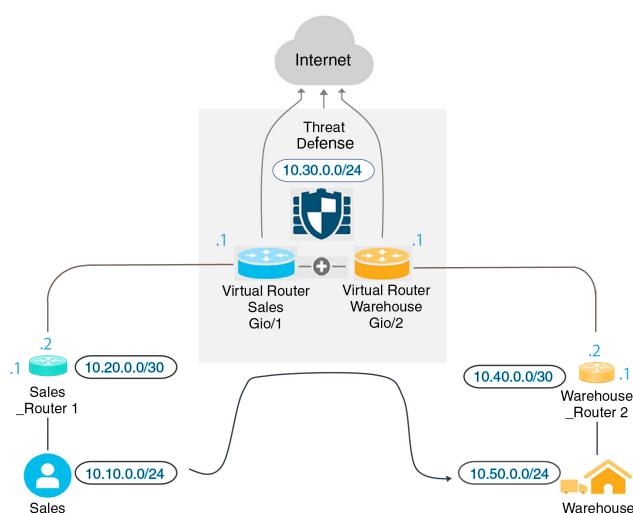 Internet
Threat
Defense
10.30.0.0/24
.1
.1
Virtual Router
Sales
Gio/1
Virtual Router
Warehouse
Gio/2
.2
.1
10.20.0.0/30
Sales
_Router 1
.2
10.40.0.0/30
.1
Warehouse
_Router 2
10.10.0.0/24
Sales
10.50.0.0/24
Warehouse